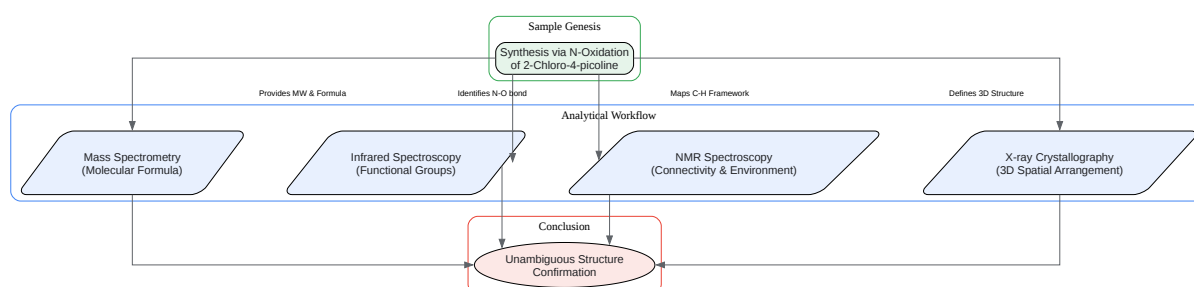 Sample Genesis
Synthesis via N-Oxidation
of 2-Chloro-4-picoline
Provides MW & Formula
Identifies N-O bond
Maps C-H Framework
Defines 3D Structure
Analytical Workflow
Mass Spectrometry
(Molecular Formula)
Infrared Spectroscopy
(Functional Groups)
NMR Spectroscopy
(Connectivity & Environment)
X-ray Crystallography
(3D Spatial Arrangement)
Conclusion
Unambiguous Structure
Confirmation